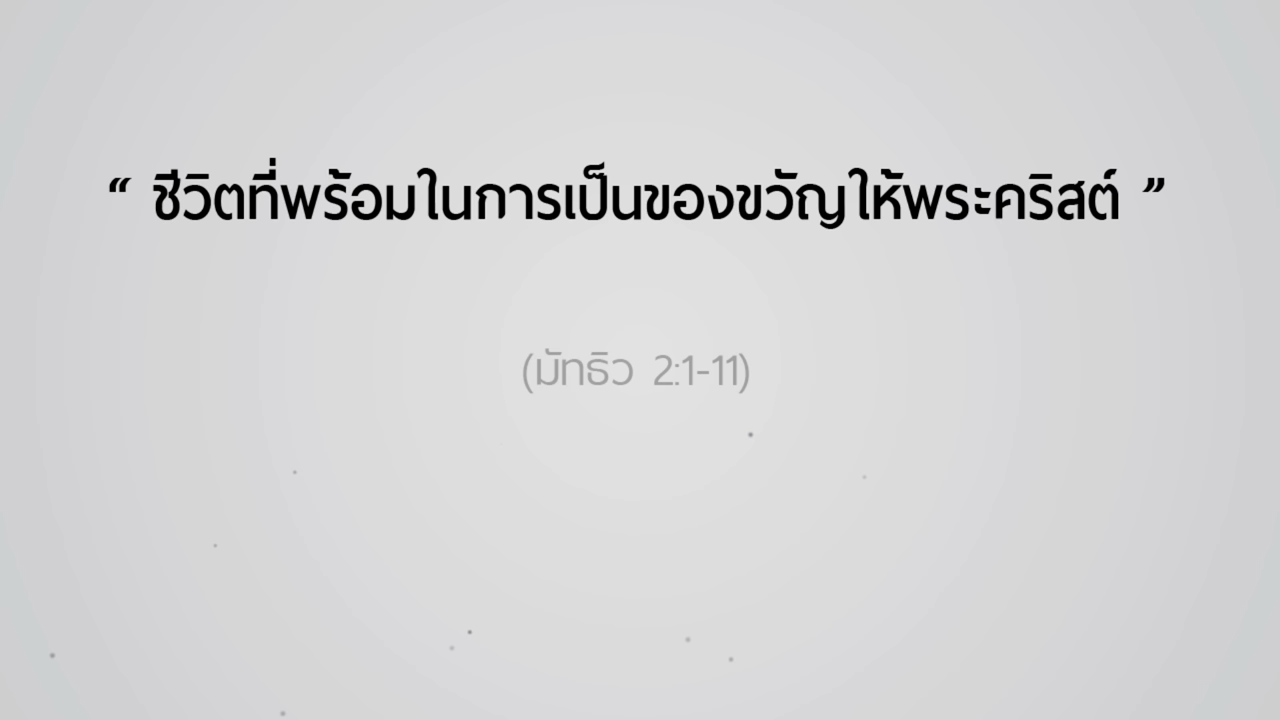 “ ชีวิตที่พร้อมในการเป็นของขวัญให้พระคริสต์ ”
(มัทธิว 2:1-11)